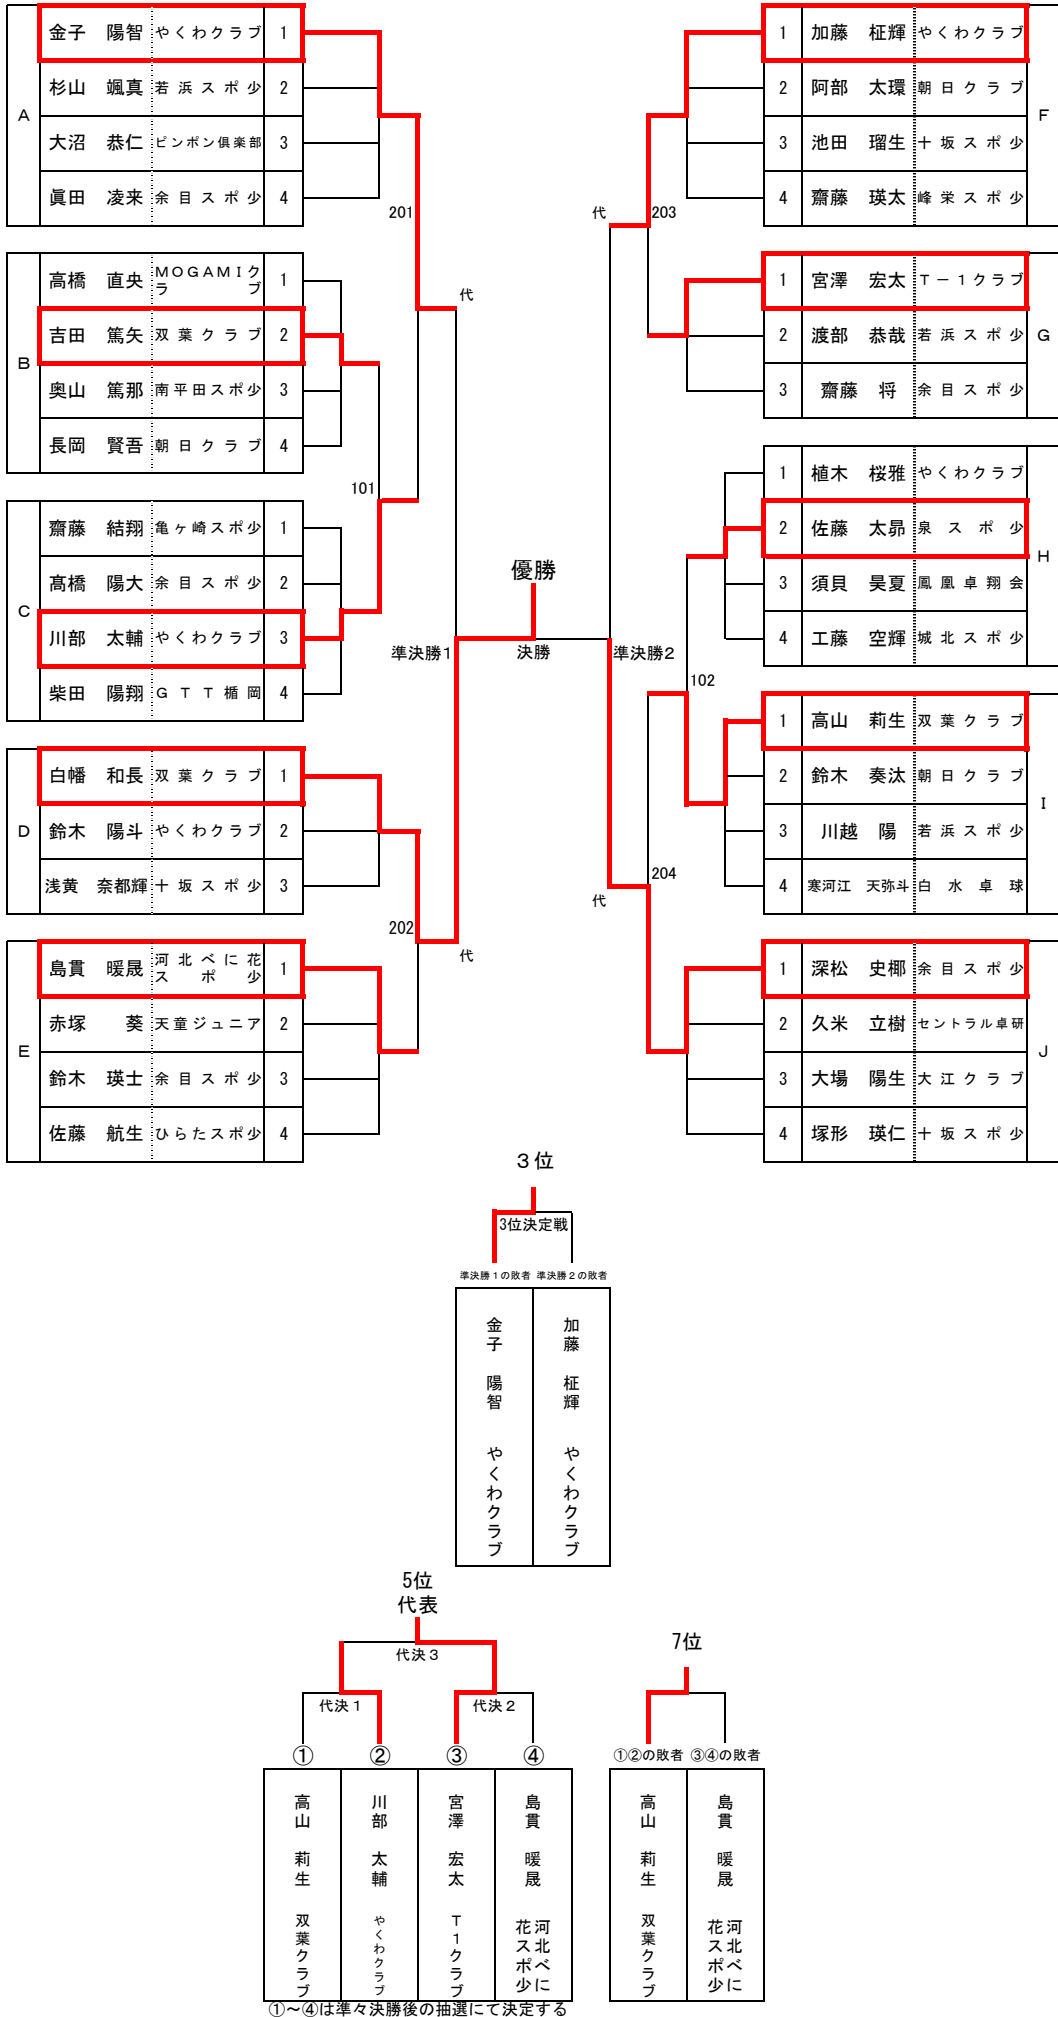 A
金子　陽智 やくわクラブ 1
杉山　颯真 若浜スポ少 2
大沼　恭仁 ピンポン倶楽部 3
眞田　凌来 余目スポ少 4
201
B
高橋　直央 MOGAMIクラブ 1
吉田　篤矢 双葉クラブ 2
奥山　篤那 南平田スポ少 3
長岡　賢吾 朝日クラブ 4
代
101
C
齋藤　結翔 亀ヶ崎スポ少 1
髙橋　陽大 余目スポ少 2
川部　太輔 やくわクラブ 3
柴田　陽翔 GTT楯岡 4
D
白幡　和長 双葉クラブ 1
鈴木　陽斗 やくわクラブ 2
浅黄　奈都輝 十坂スポ少 3
202
代
E
島貫　暖晟 河北べに花スポ少 1
赤塚　葵 天童ジュニア 2
鈴木　瑛士 余目スポ少 3
佐藤　航生 ひらたスポ少 4
優勝
準決勝1 決勝 準決勝2
F
1 加藤　柾輝 やくわクラブ
2 阿部　太環 朝日クラブ
3 池田　瑠生 十坂スポ少
4 齋藤　瑛太 峰栄スポ少
代 203
G
1 宮澤　宏太 T－1クラブ
2 渡部　恭哉 若浜スポ少
3 齋藤　将 余目スポ少
H
1 植木　桜雅 やくわクラブ
2 佐藤　太昴 泉スポ少
3 須貝　昊夏 鳳凰卓翔会
4 工藤　空輝 城北スポ少
102
I
1 高山　莉生 双葉クラブ
2 鈴木　奏汰 朝日クラブ
3 川越　陽 若浜スポ少
4 寒河江　天弥斗 白水卓球
代 204
J
1 深松　史梛 余目スポ少
2 久米　立樹 セントラル卓研
3 大場　陽生 大江クラブ
4 塚形　瑛仁 十坂スポ少
３位
3位決定戦
準決勝１の敗者 準決勝２の敗者
金子　陽智　やくわクラブ
加藤　柾輝　やくわクラブ
5位
代表
代決３
代決１ 代決２
① ② ③ ④
高山　莉生　双葉クラブ
川部　太輔　やくわクラブ
宮澤　宏太　T１クラブ
島貫　暖晟　河北べに花スポ少
①～④は準々決勝後の抽選にて決定する
7位
①②の敗者 ③④の敗者
高山　莉生　双葉クラブ
島貫　暖晟　河北べに花スポ少